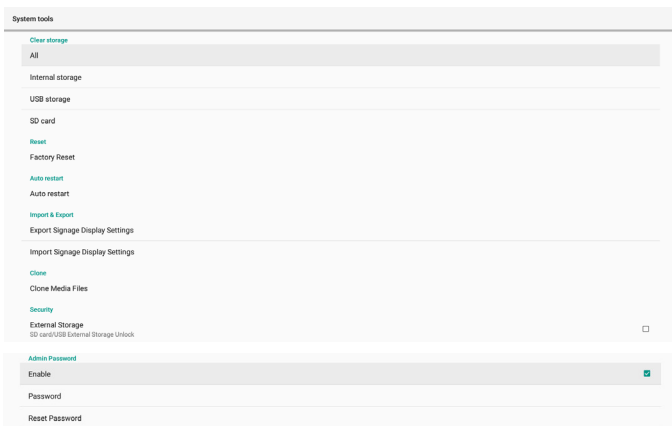 System tools
Clear storage
All
Internal storage
USB storage
SD card
Reset
Factory Reset
Auto restart
Auto restart
Import & Export
Export Signage Display Settings
Import Signage Display Settings
Clone
Clone Media Files
Security
External Storage
SD card/USB External Storage Unlock
Admin Password
Enable
Password
Reset Password